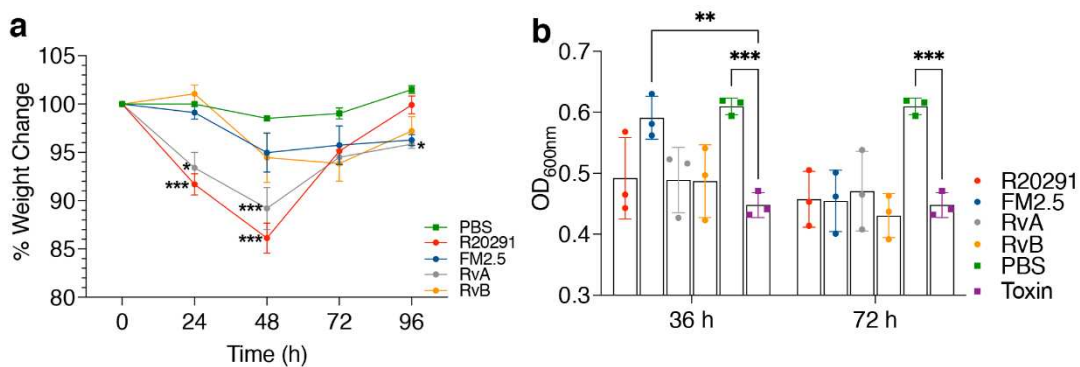 a
105
100
95
90
85
80
% Weight Change
*
***
***
***
*
PBS
R20291
FM2.5
RvA
RvB
0 24 48 72 96
Time (h)
b
0.7
0.6
0.5
0.4
0.3
OD600nm
**
***
***
R20291
FM2.5
RvA
RvB
PBS
Toxin
36 h 72 h